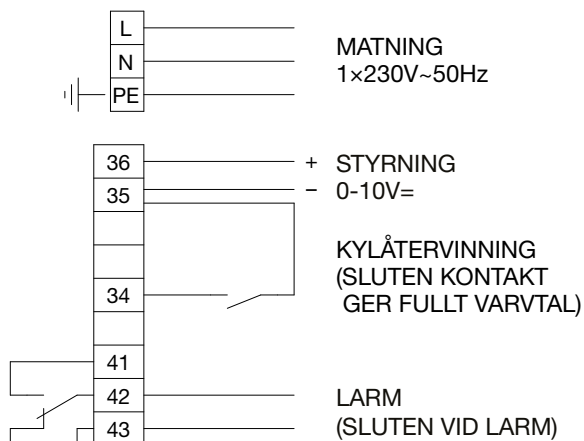 L
N
PE
MATNING
1×230V~50Hz
36
+ STYRNING
35
− 0-10V=
KYLÅTERVINNING
(SLUTEN KONTAKT
GER FULLT VARVTAL)
34
41
42
LARM
43
(SLUTEN VID LARM)